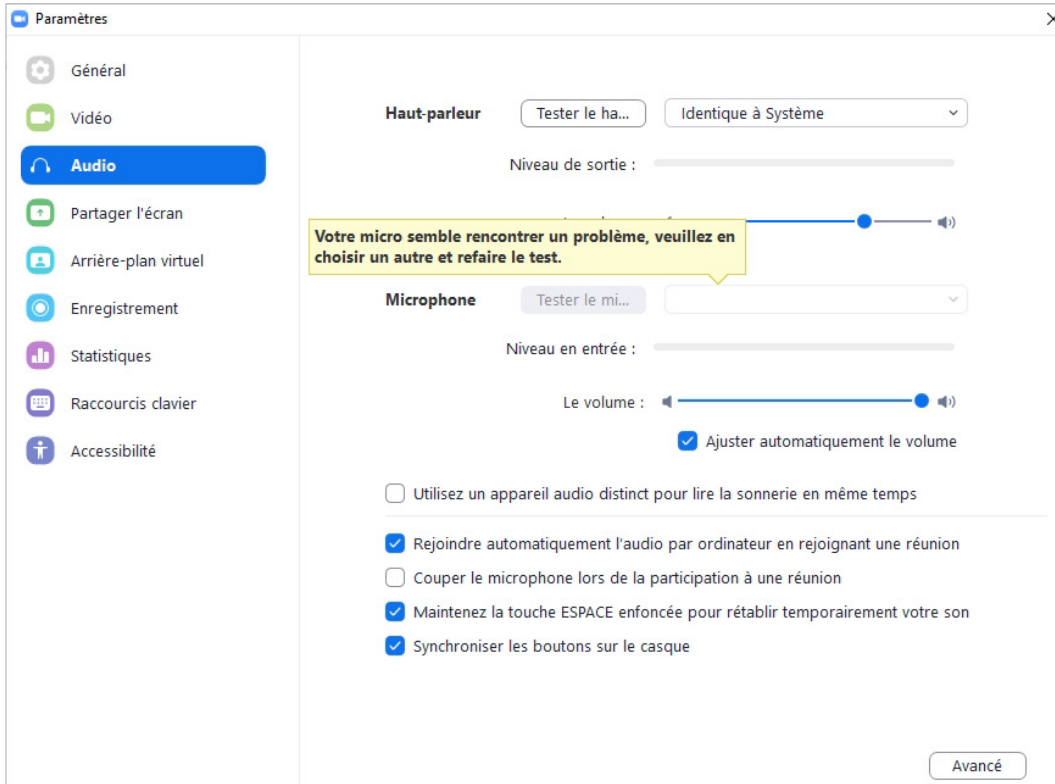 Paramètres
Général
Vidéo
Audio
Partager l'écran
Arrière-plan virtuel
Enregistrement
Statistiques
Raccourcis clavier
Accessibilité
Haut-parleur Tester le ha... Identique à Système
Niveau de sortie :
Votre micro semble rencontrer un problème, veuillez en
choisir un autre et refaire le test.
Microphone Tester le mi...
Niveau en entrée :
Le volume :
Ajuster automatiquement le volume
Utilisez un appareil audio distinct pour lire la sonnerie en même temps
Rejoindre automatiquement l'audio par ordinateur en rejoignant une réunion
Couper le microphone lors de la participation à une réunion
Maintenez la touche ESPACE enfoncée pour rétablir temporairement votre son
Synchroniser les boutons sur le casque
Avancé